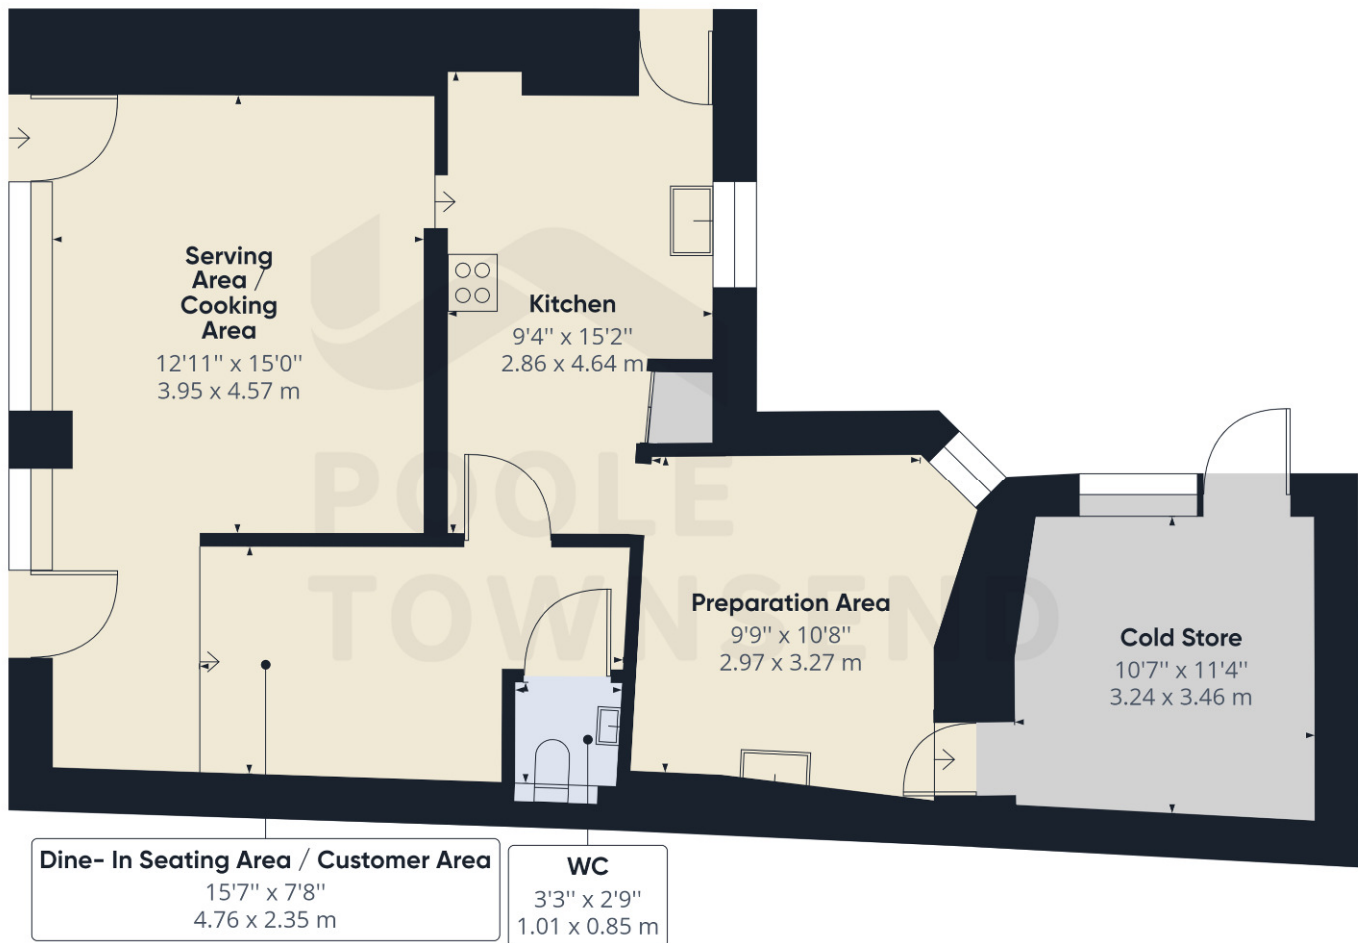 Serving
Area /
Cooking
Area
12'11" x 15'0"
3.95 x 4.57 m
Kitchen
9'4" x 15'2"
2.86 x 4.64 m
POOLE
TOWNSEND
Preparation Area
9'9" x 10'8"
2.97 x 3.27 m
Cold Store
10'7" x 11'4"
3.24 x 3.46 m
Dine- In Seating Area / Customer Area
15'7" x 7'8"
4.76 x 2.35 m
WC
3'3" x 2'9"
1.01 x 0.85 m